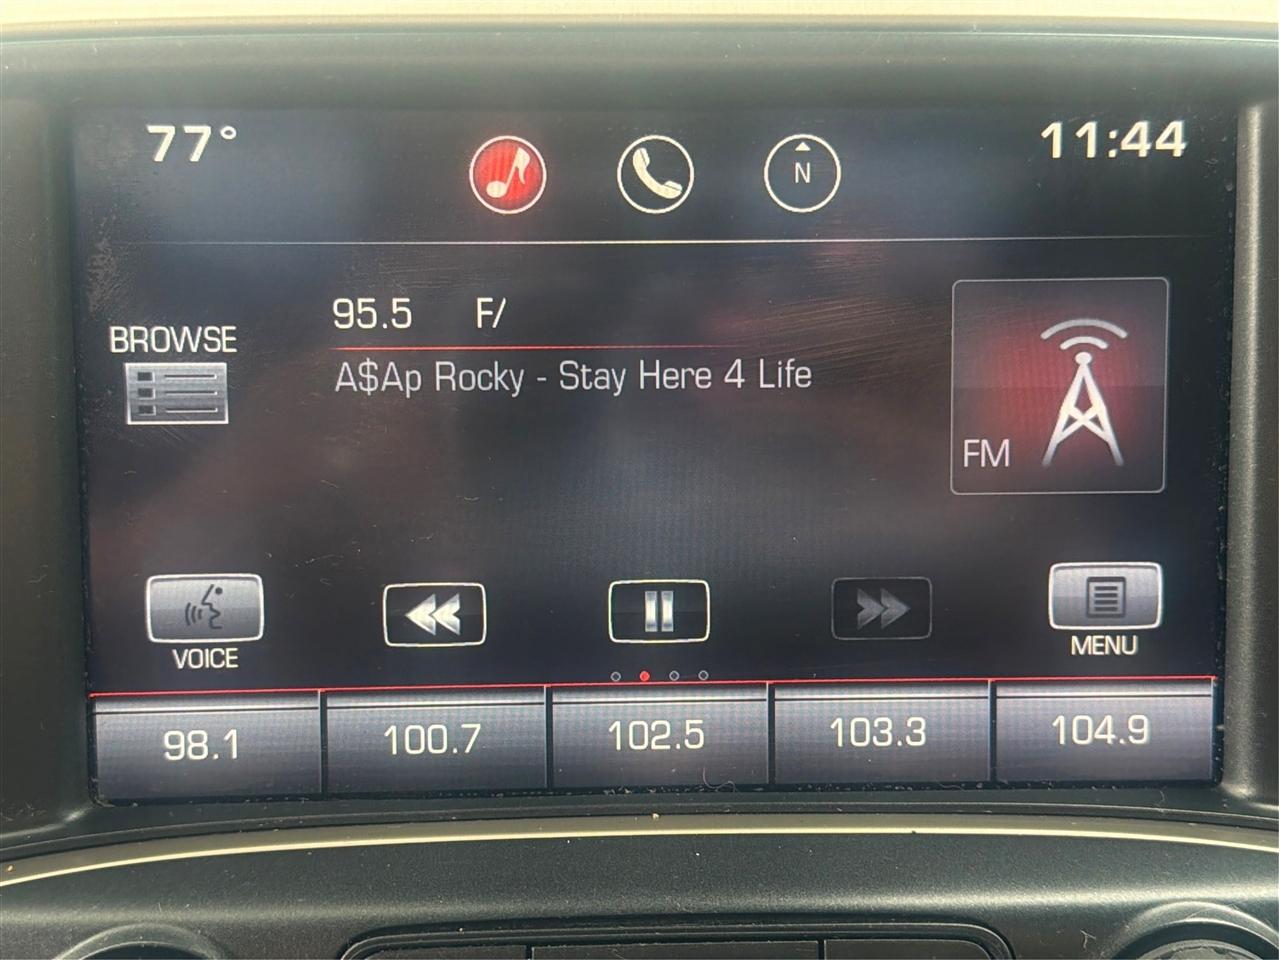 77°
N
11:44
95.5 F/
BROWSE
A$Ap Rocky - Stay Here 4 Life
FM
VOICE
MENU
98.1
100.7
102.5
103.3
104.9